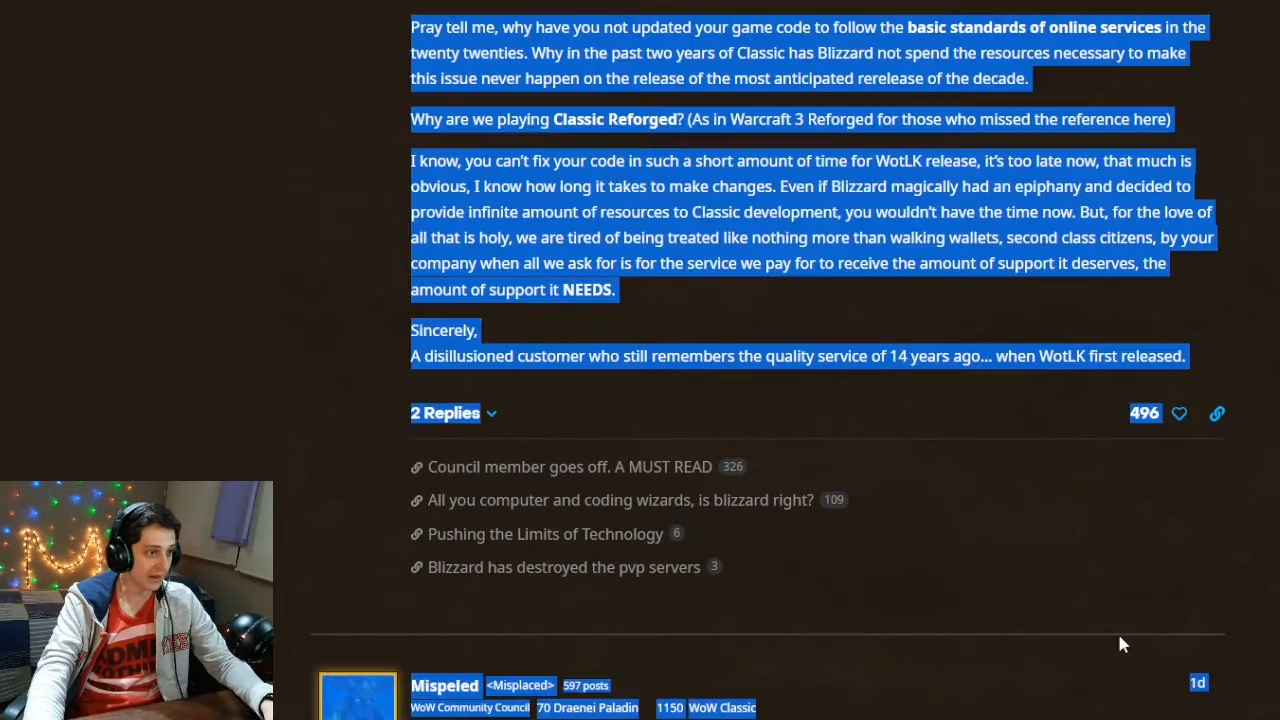 Pray tell me, why have you not updated your game code to follow the basic standards of online services in the
twenty twenties. Why in the past two years of Classic has Blizzard not spend the resources necessary to make
this issue never happen on the release of the most anticipated rerelease of the decade.
Why are we playing Classic Reforged? (As in Warcraft 3 Reforged for those who missed the reference here)
I know, you can't fix your code in such a short amount of time for WotLK release, it's too late now, that much is
obvious, I know how long it takes to make changes. Even if Blizzard magically had an epiphany and decided to
provide infinite amount of resources to Classic development, you wouldn't have the time now. But, for the love of
all that is holy, we are tired of being treated like nothing more than walking wallets, second class citizens, by your
company when all we ask for is for the service we pay for to receive the amount of support it deserves, the
amount of support it NEEDS.
Sincerely,
A disillusioned customer who still remembers the quality service of 14 years ago... when WotLK first released.
2 Replies 496
Council member goes off. A MUST READ 326
All you computer and coding wizards, is blizzard right? 109
Pushing the Limits of Technology 6
Blizzard has destroyed the pvp servers 3
Mispeled <Misplaced> 597 posts 1d
WoW Community Council 70 Draenei Paladin 1150 WoW Classic